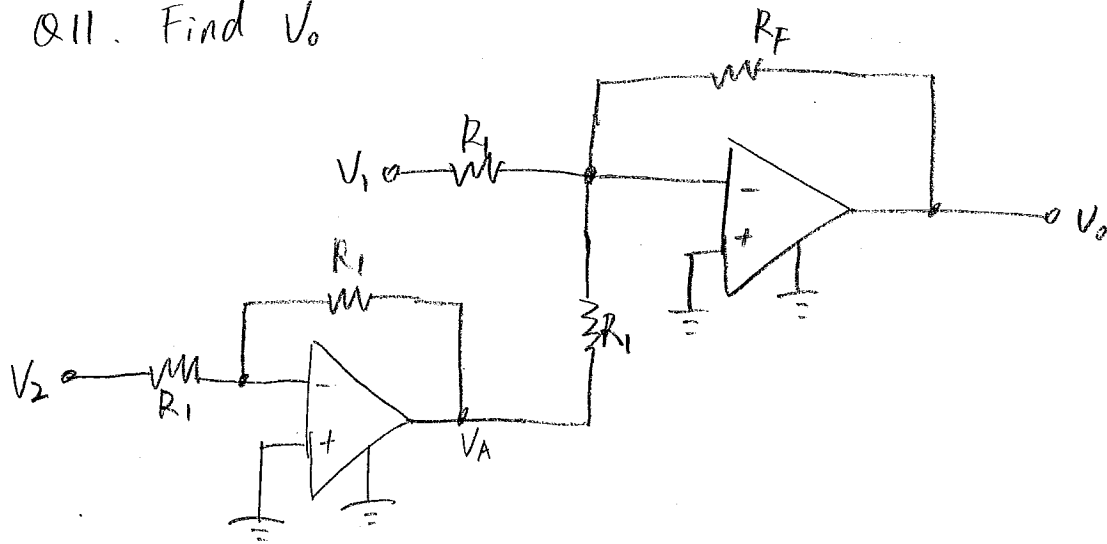 Q11. Find V₀
R_F
R₁
V₁
−
+
V₀
R₁
R₁
V₂
R₁
−
+
V_A